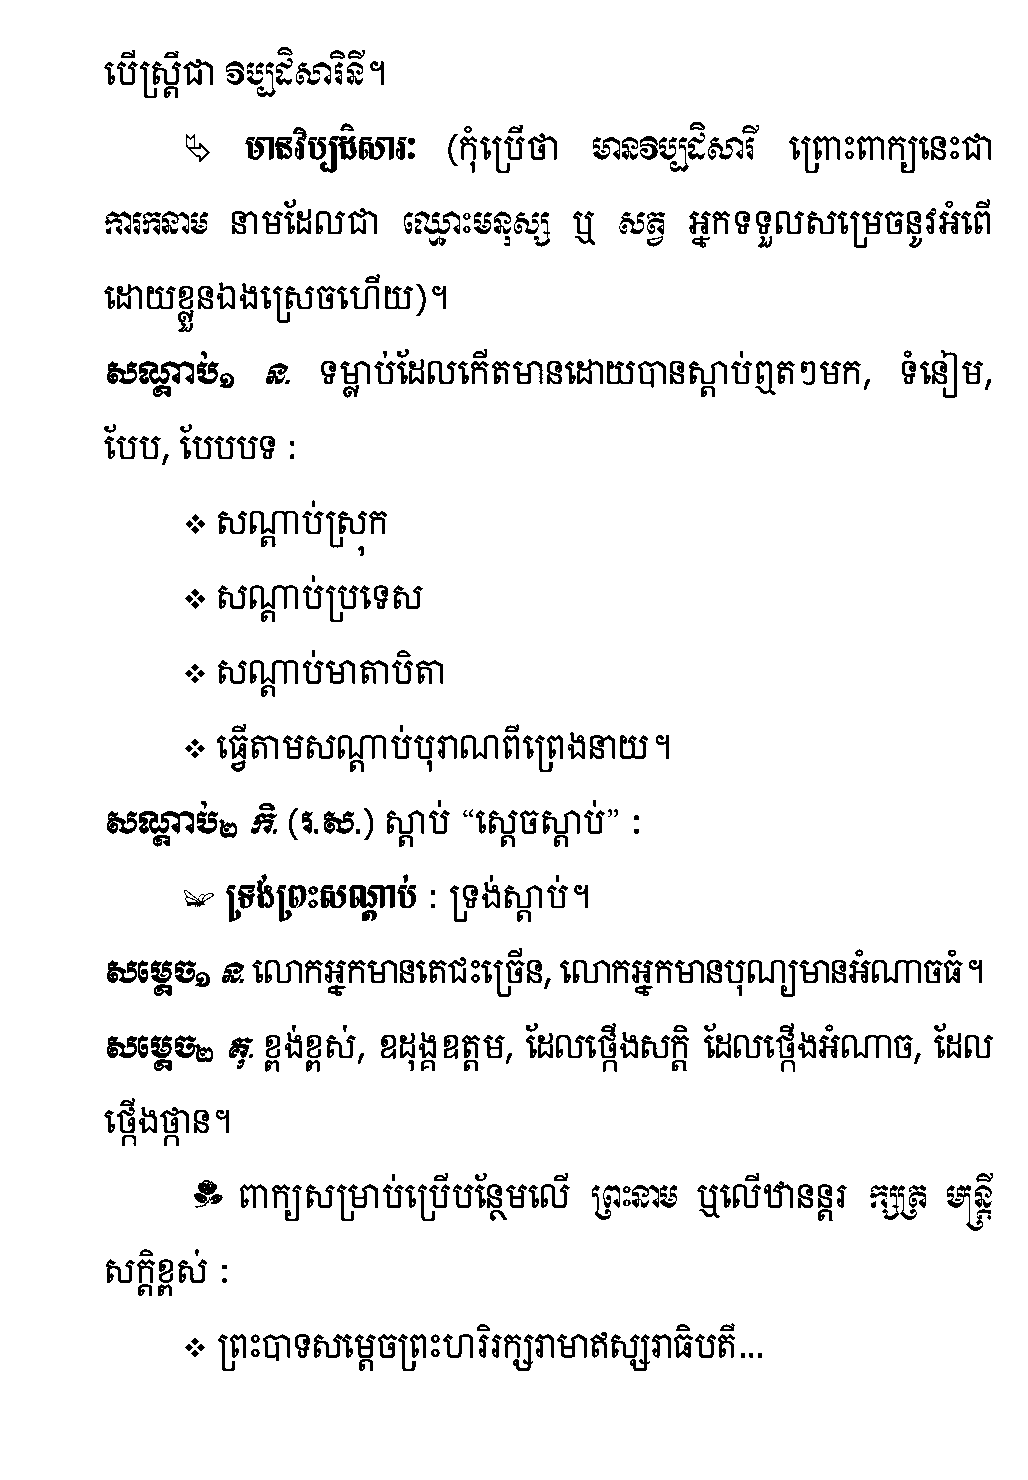 បើស្ត្រីជា វិប្បដិសារិនី។
មានវិប្បដិសារៈ (កុំប្រើថា មានវិប្បដិសារី ព្រោះពាក្យនេះជា
ការកនាម នាមដែលជា ឈ្មោះមនុស្ស ឬ សត្វ អ្នកទទួលសម្រេចនូវអំពើ
ដោយខ្លួនឯងស្រេចហើយ)។
សណ្ដាប់១ ន. ទម្លាប់ដែលកើតមានដោយបានស្ដាប់ឮតៗមក, ទំនៀម,
បែប, បែបបទ :
❖ សណ្ដាប់ស្រុក
❖ សណ្ដាប់ប្រទេស
❖ សណ្ដាប់មាតាបិតា
❖ ធ្វើតាមសណ្ដាប់បុរាណពីព្រេងនាយ។
សណ្ដាប់២ កិ. (រ.ស.) ស្ដាប់ “ស្ដេចស្ដាប់” :
ទ្រង់ព្រះសណ្ដាប់ : ទ្រង់ស្ដាប់។
សម្ដេច១ ន. លោកអ្នកមានតេជះច្រើន, លោកអ្នកមានបុណ្យមានអំណាចធំ។
សម្ដេច២ គុ. ខ្ពង់ខ្ពស់, ឧដុង្គឧត្ដម, ដែលថ្កើងសក្ដិ ដែលថ្កើងអំណាច, ដែល
ថ្កើងថ្កាន។
ពាក្យសម្រាប់ប្រើបន្ថែមលើ ព្រះនាម ឬលើឋានន្តរ ក្សត្រ មន្ត្រី
សក្ដិខ្ពស់ :
❖ ព្រះបាទសម្ដេចព្រះហរិរក្សរាមាឥស្សរាធិបតី...